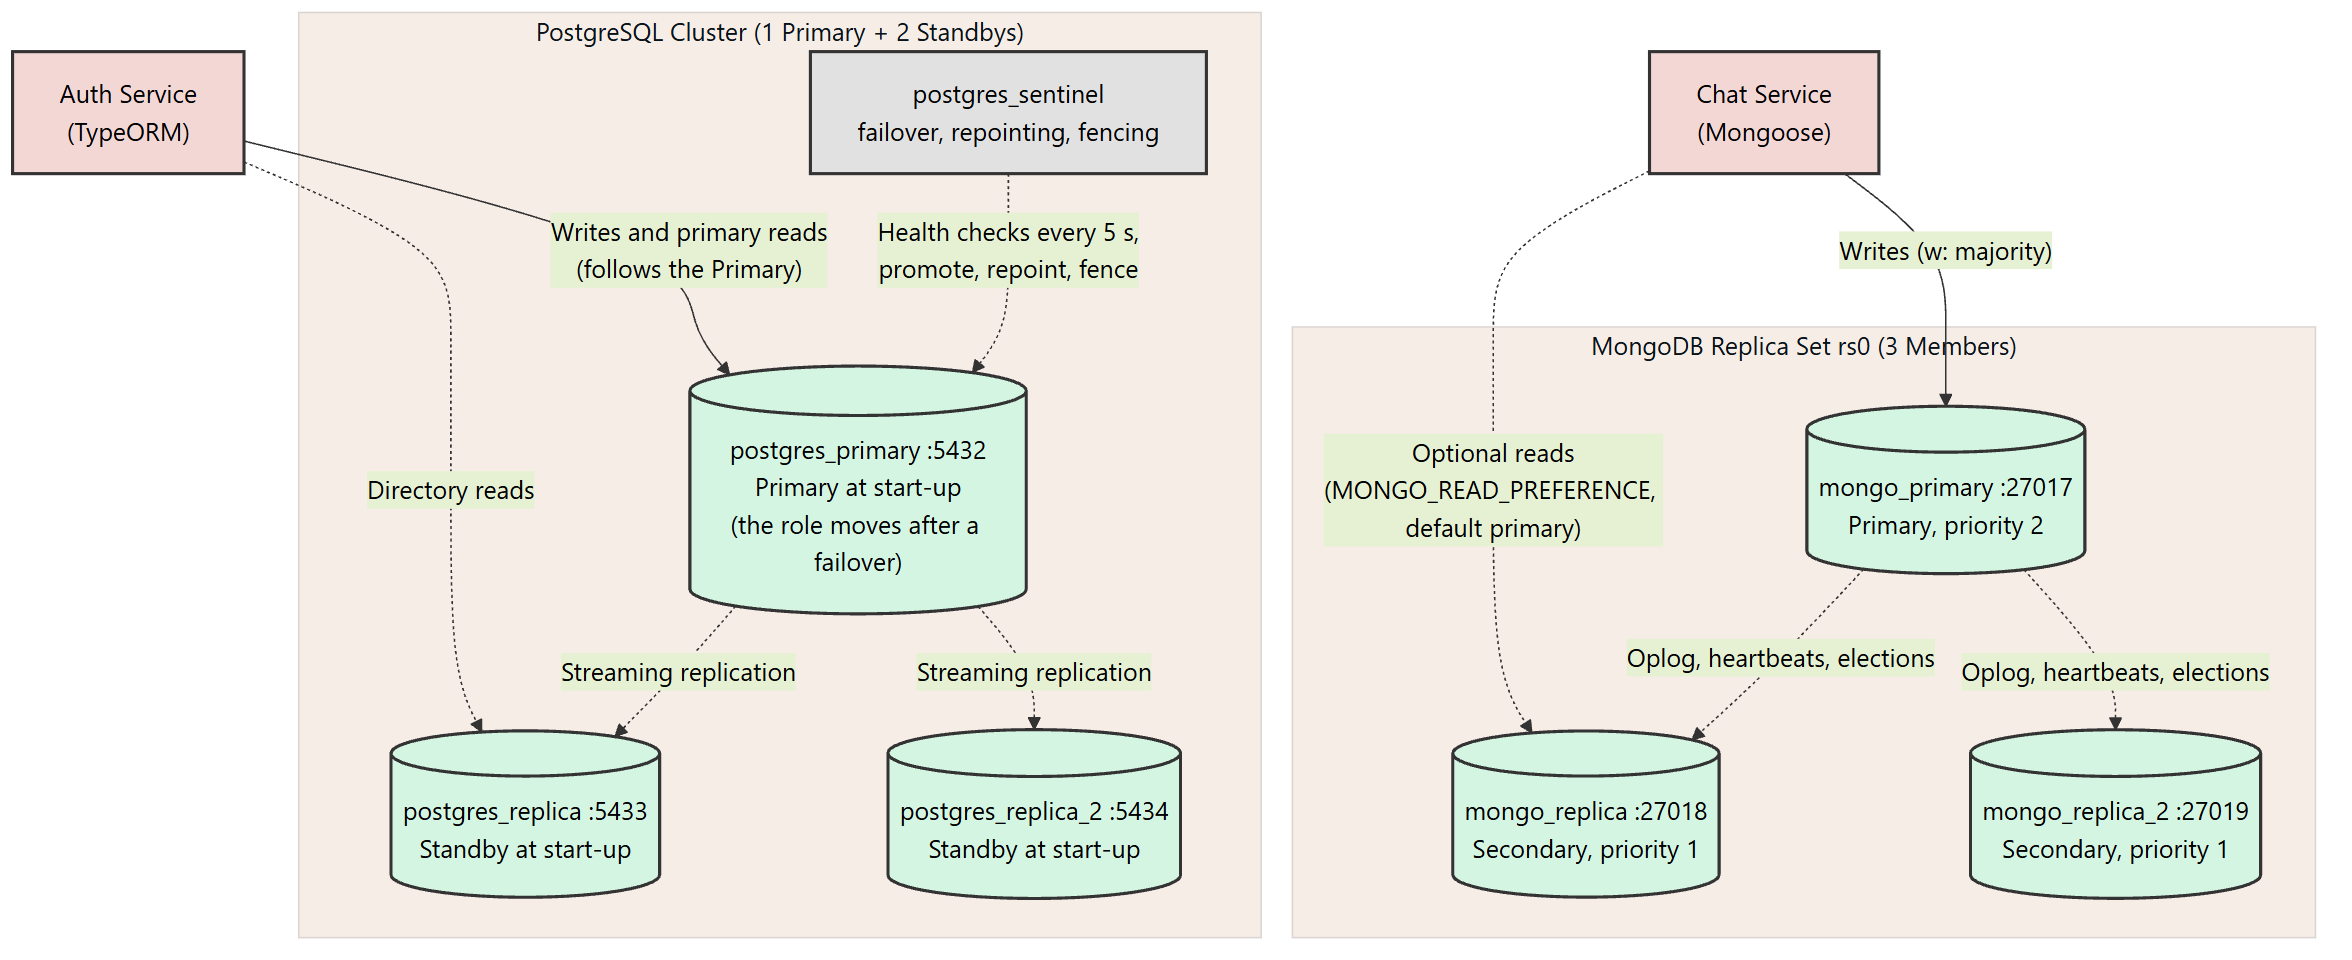 PostgreSQL Cluster (1 Primary + 2 Standbys)
Auth Service
(TypeORM)
postgres_sentinel
failover, repointing, fencing
Chat Service
(Mongoose)
Writes and primary reads
(follows the Primary)
Health checks every 5 s,
promote, repoint, fence
Writes (w: majority)
MongoDB Replica Set rs0 (3 Members)
Directory reads
postgres_primary :5432
Primary at start-up
(the role moves after a
failover)
Optional reads
(MONGO_READ_PREFERENCE,
default primary)
mongo_primary :27017
Primary, priority 2
Streaming replication
Streaming replication
Oplog, heartbeats, elections
Oplog, heartbeats, elections
postgres_replica :5433
Standby at start-up
postgres_replica_2 :5434
Standby at start-up
mongo_replica :27018
Secondary, priority 1
mongo_replica_2 :27019
Secondary, priority 1